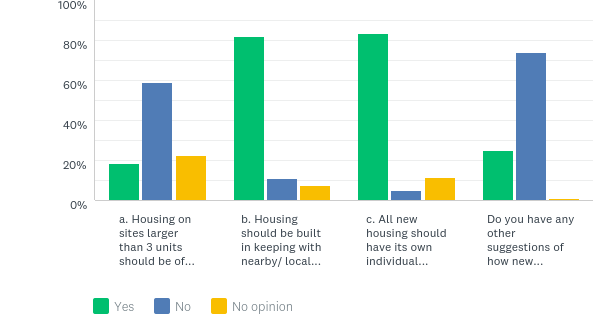 100%
80%
60%
40%
20%
0%
a. Housing on
sites larger
than 3 units
should be of...
b. Housing
should be built
in keeping with
nearby/ local...
c. All new
housing should
have its own
individual...
Do you have any
other
suggestions of
how new...
Yes
No
No opinion